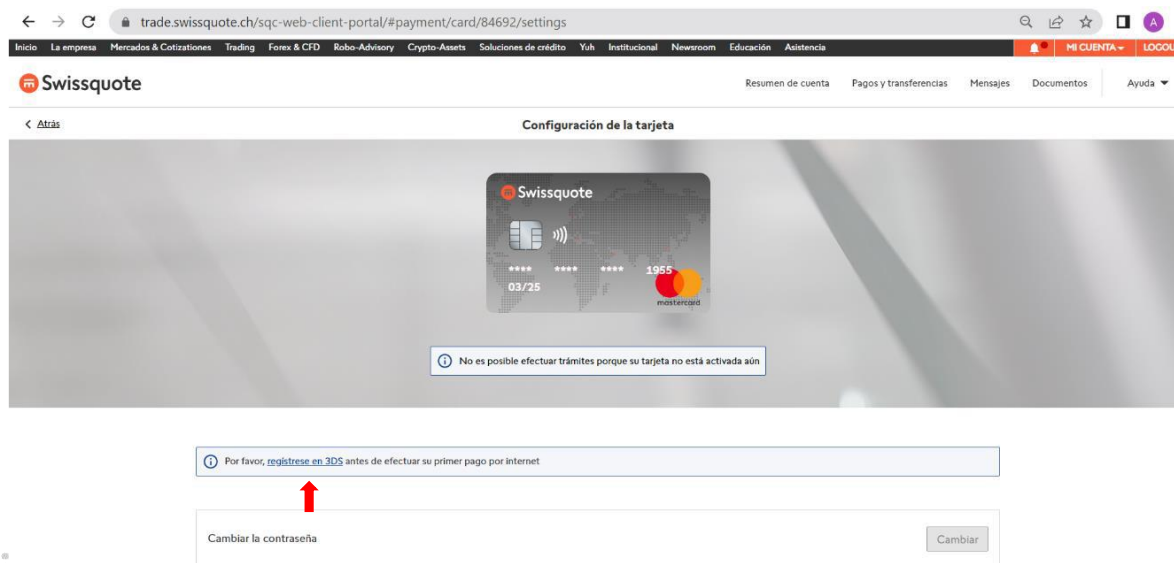 trade.swissquote.ch/sqc-web-client-portal/#payment/card/84692/settings
A
Inicio La empresa Mercados & Cotizationes Trading Forex & CFD Robo-Advisory Crypto-Assets Soluciones de crédito Yuh Institucional Newsroom Educación Asistencia MI CUENTA LOGOU
Swissquote Resumen de cuenta Pagos y transferencias Mensajes Documentos Ayuda
Atrás Configuración de la tarjeta
Swissquote
**** **** **** 1955
03/25
mastercard
No es posible efectuar trámites porque su tarjeta no está activada aún
Por favor, regístrese en 3DS antes de efectuar su primer pago por internet
Cambiar la contraseña Cambiar